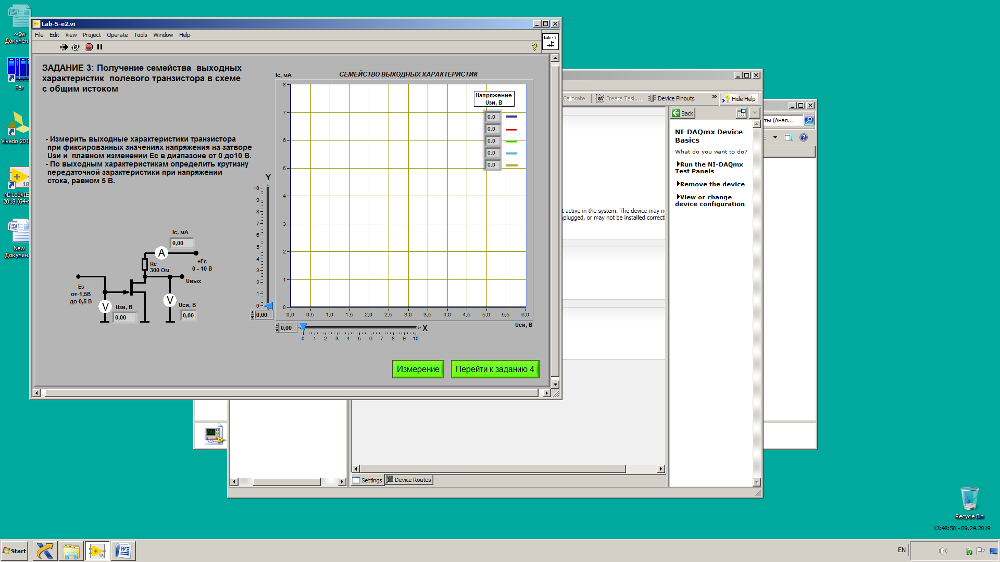 ~$w
Докумен...
Far
Vivado 201
NI LabVIE
2018 (64-b
New
Докумен...
Lab-5-e2.vi
File Edit View Project Operate Tools Window Help
Lab - 5
ЗАДАНИЕ 3: Получение семейства выходных
характеристик полевого транзистора в схеме
с общим истоком
- Измерить выходные характеристики транзистора
при фиксированных значениях напряжения на затворе
Uзи и плавном изменении Ес в диапазоне от 0 до10 В.
- По выходным характеристикам определить крутизну
передаточной зарактеристики при напряжении
стока, равном 5 В.
Ic, мА
0,00
A
Rc
300 Ом
+Ec
0 - 10 В
Uвых
Eз
от-1,5В
до 0,5 В
V
Uзи, В
0,00
V
Uси, В
0,00
Y
10
9
8
7
6
5
4
3
2
1
0
0,00
Ic, мА
СЕМЕЙСТВО ВЫХОДНЫХ ХАРАКТЕРИСТИК
8
7
6
5
4
3
2
1
0
0,0 0,5 1,0 1,5 2,0 2,5 3,0 3,5 4,0 4,5 5,0 5,5 6,0
Uси, В
Напряжение
Uзи, В
0,0
0,0
0,0
0,0
0,0
0,00
X
0 1 2 3 4 5 6 7 8 9 10
Измерение
Перейти к заданию 4
Calibrate Create Task... Device Pinouts » Hide Help
Back
NI-DAQmx Device
Basics
What do you want to do?
Run the NI-DAQmx
Test Panels
Remove the device
View or change
device configuration
t active in the system. The device may n
nplugged, or may not be installed correctl
Settings Device Routes
ты (Анал...
Recycle Bin
13:48:50 - 09.24.2019
Start
18
EN